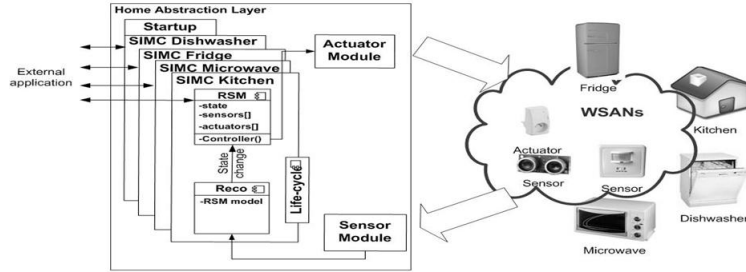 Home Abstraction Layer
Startup
SIMC Dishwasher
SIMC Fridge
SIMC Microwave
SIMC Kitchen
RSM
-state
-sensors[]
-actuators[]
-Controller()
State
change
Reco
-RSM model
Life-cycle
Actuator
Module
Sensor
Module
External
application
WSANs
Fridge
Kitchen
Actuator
Sensor
Sensor
Dishwasher
Microwave